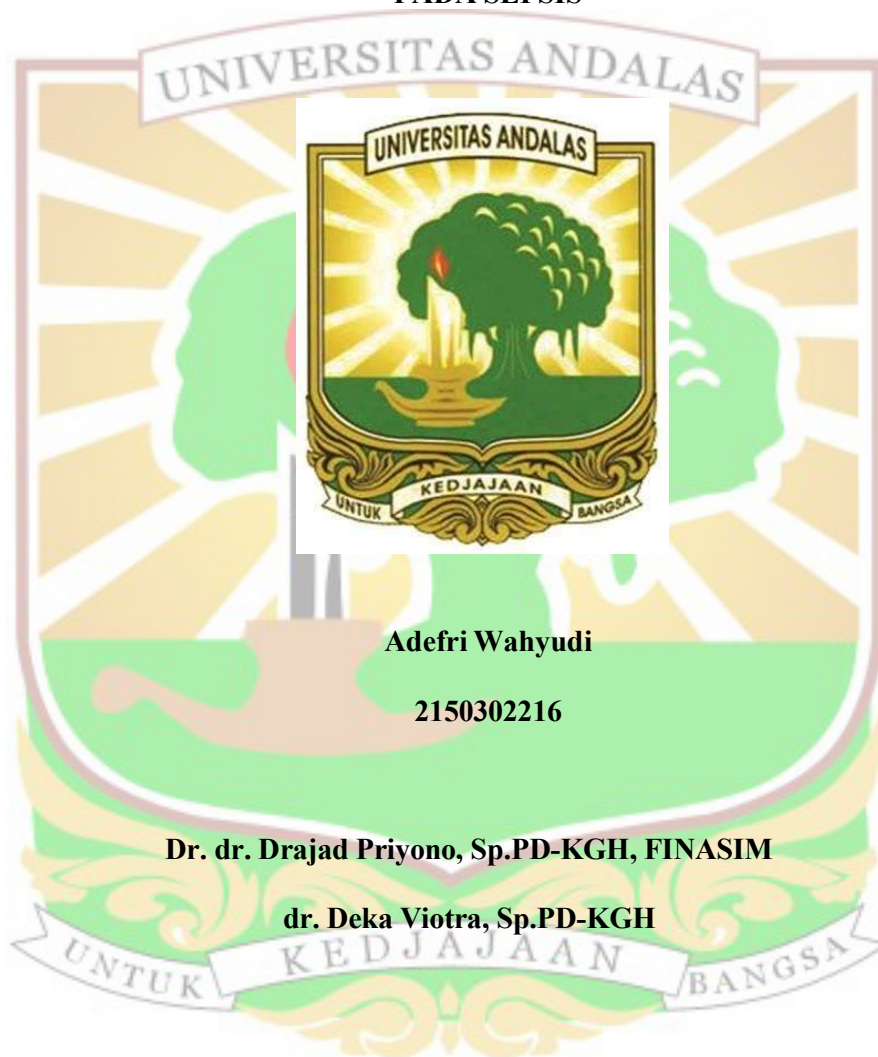 PADA SEPSIS
UNIVERSITAS ANDALAS
UNIVERSITAS ANDALAS
UNTUK KEDJAJAAN BANGSA
Adefri Wahyudi
2150302216
Dr. dr. Drajad Priyono, Sp.PD-KGH, FINASIM
dr. Deka Viotra, Sp.PD-KGH
UNTUK KEDJAJAAN BANGSA